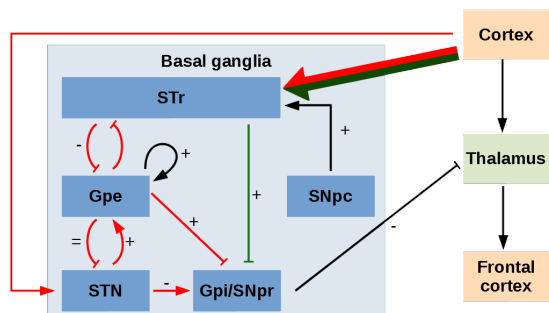 Cortex
Basal ganglia
STr
-
+
+
Thalamus
Gpe
SNpc
+
+
-
=
+
STN
-
Gpi/SNpr
Frontal
cortex